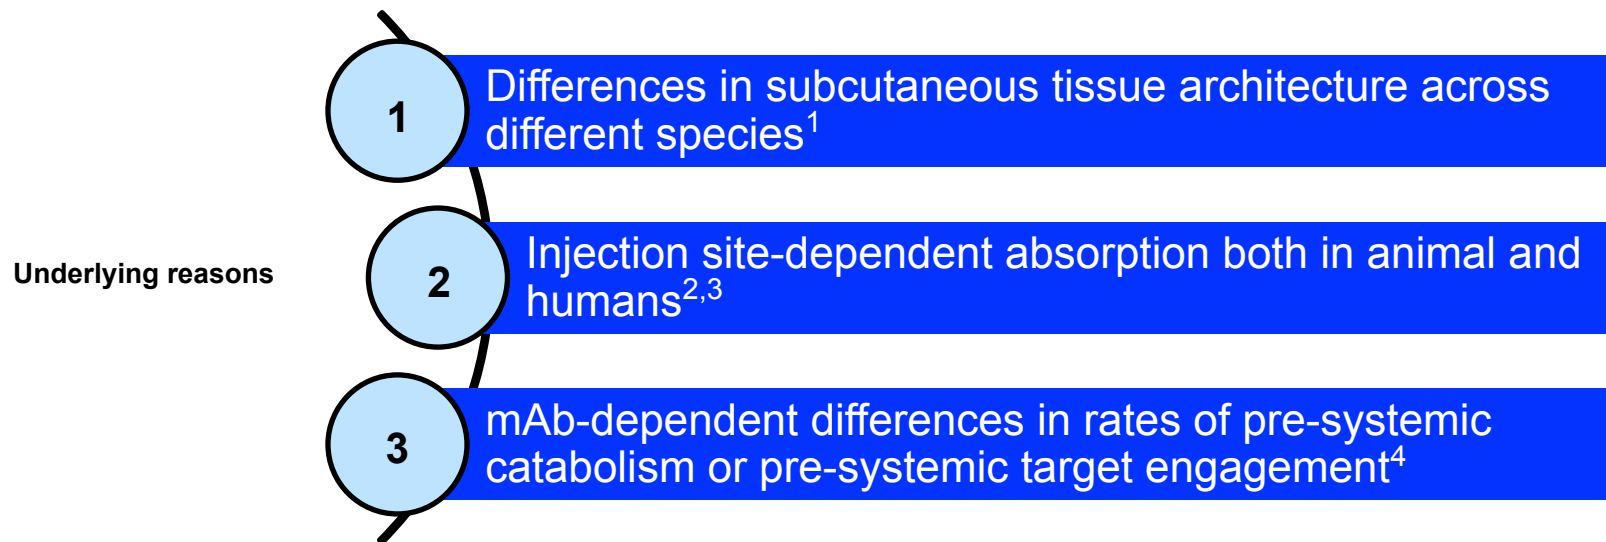 1
Differences in subcutaneous tissue architecture across
different species1
Underlying reasons
2
Injection site-dependent absorption both in animal and
humans2,3
3
mAb-dependent differences in rates of pre-systemic
catabolism or pre-systemic target engagement4